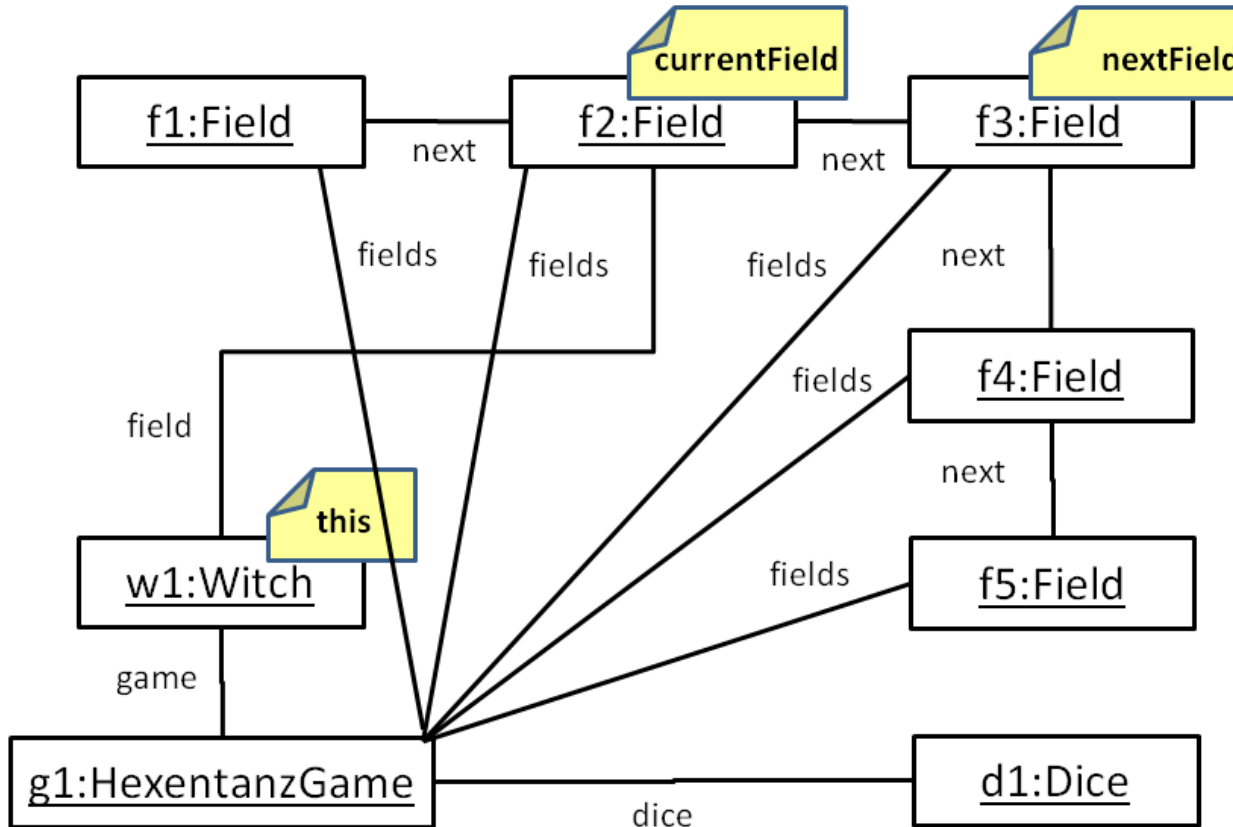 currentField
nextField
f1:Field
f2:Field
f3:Field
next
next
fields
fields
fields
next
fields
f4:Field
field
next
this
w1:Witch
fields
f5:Field
game
g1:HexentanzGame
dice
d1:Dice